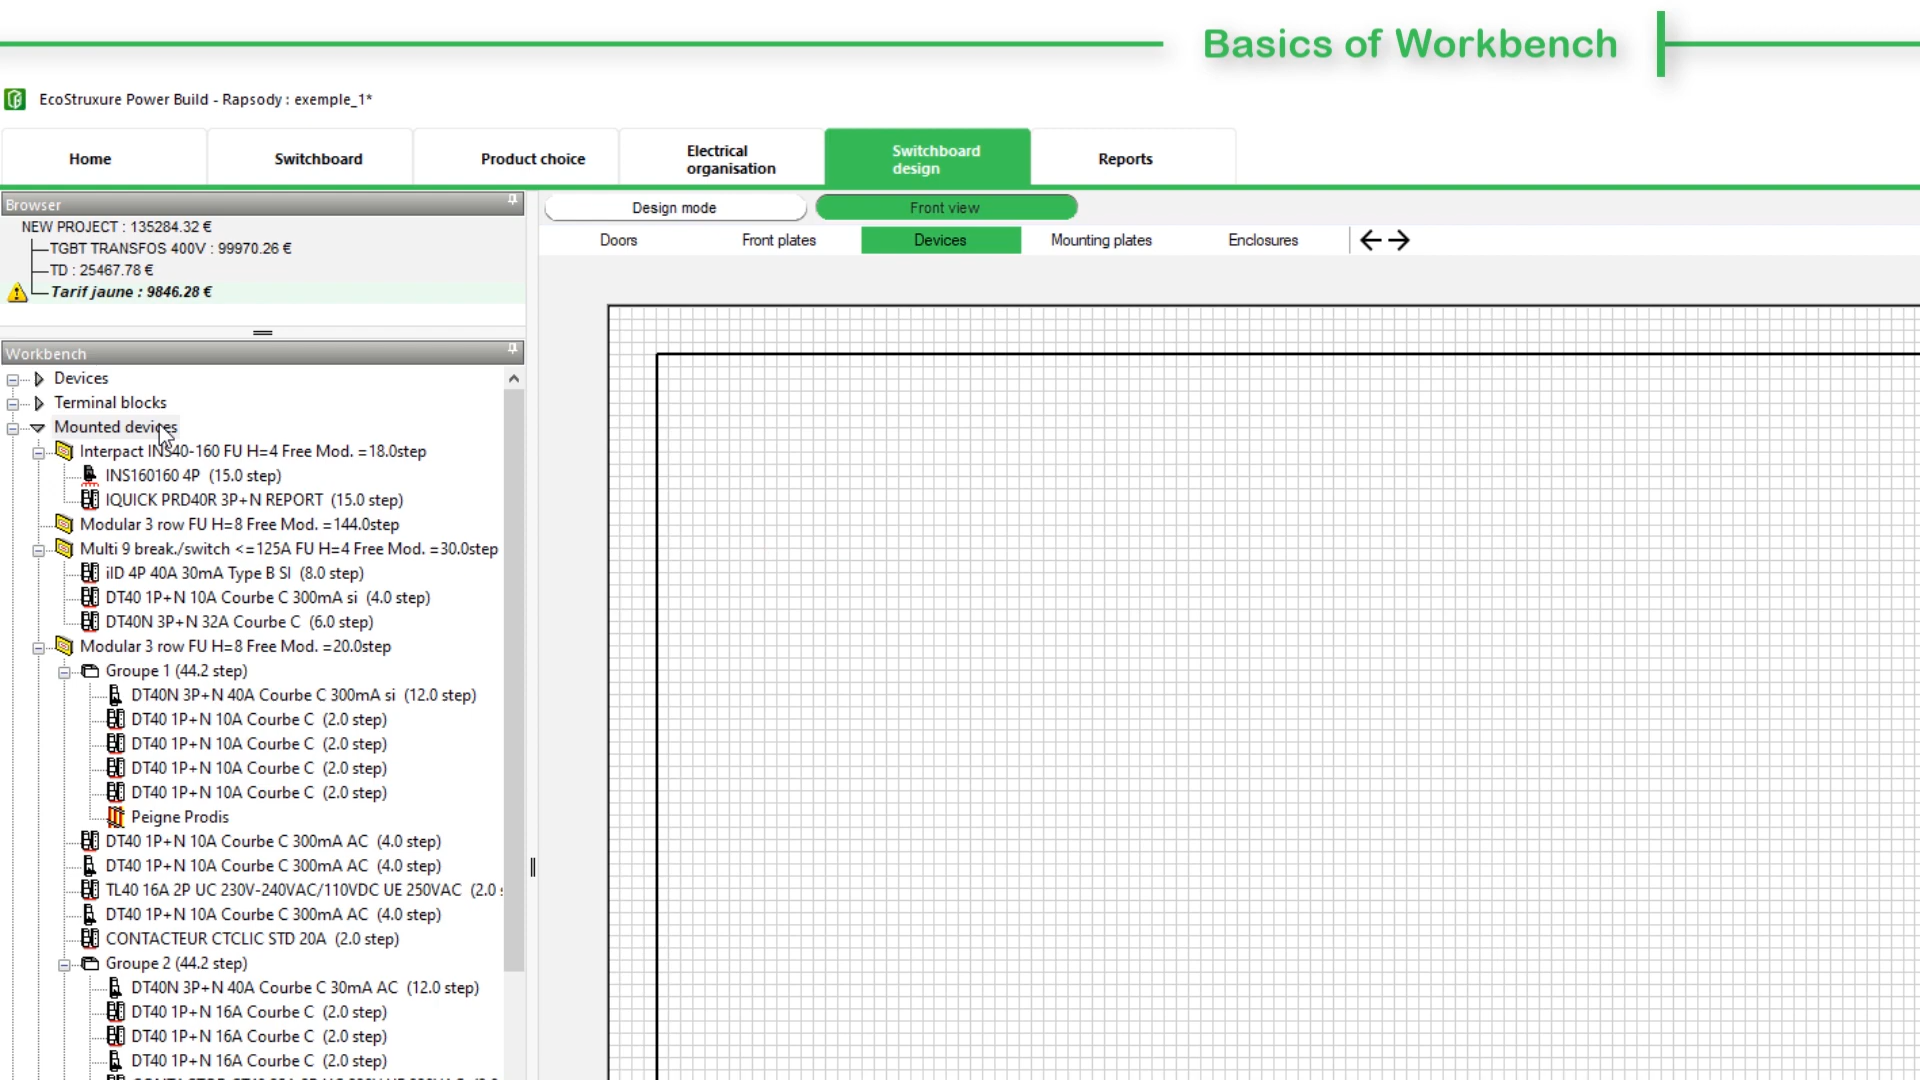 Basics of Workbench
EcoStruxure Power Build - Rapsody : exemple_1*
Home
Switchboard
Product choice
Electrical
organisation
Switchboard
design
Reports
Browser
NEW PROJECT : 135284.32 €
TGBT TRANSFOS 400V : 99970.26 €
TD : 25467.78 €
Tarif jaune : 9846.28 €
Design mode
Front view
Doors
Front plates
Devices
Mounting plates
Enclosures
Workbench
Devices
Terminal blocks
Mounted devices
Interpact INS40-160 FU H=4 Free Mod. =18.0step
INS160160 4P (15.0 step)
IQUICK PRD40R 3P+N REPORT (15.0 step)
Modular 3 row FU H=8 Free Mod. =144.0step
Multi 9 break./switch <=125A FU H=4 Free Mod. =30.0step
iID 4P 40A 30mA Type B SI (8.0 step)
DT40 1P+N 10A Courbe C 300mA si (4.0 step)
DT40N 3P+N 32A Courbe C (6.0 step)
Modular 3 row FU H=8 Free Mod. =20.0step
Groupe 1 (44.2 step)
DT40N 3P+N 40A Courbe C 300mA si (12.0 step)
DT40 1P+N 10A Courbe C (2.0 step)
DT40 1P+N 10A Courbe C (2.0 step)
DT40 1P+N 10A Courbe C (2.0 step)
DT40 1P+N 10A Courbe C (2.0 step)
Peigne Prodis
DT40 1P+N 10A Courbe C 300mA AC (4.0 step)
DT40 1P+N 10A Courbe C 300mA AC (4.0 step)
TL40 16A 2P UC 230V-240VAC/110VDC UE 250VAC (2.0
DT40 1P+N 10A Courbe C 300mA AC (4.0 step)
CONTACTEUR CTCLIC STD 20A (2.0 step)
Groupe 2 (44.2 step)
DT40N 3P+N 40A Courbe C 30mA AC (12.0 step)
DT40 1P+N 16A Courbe C (2.0 step)
DT40 1P+N 16A Courbe C (2.0 step)
DT40 1P+N 16A Courbe C (2.0 step)